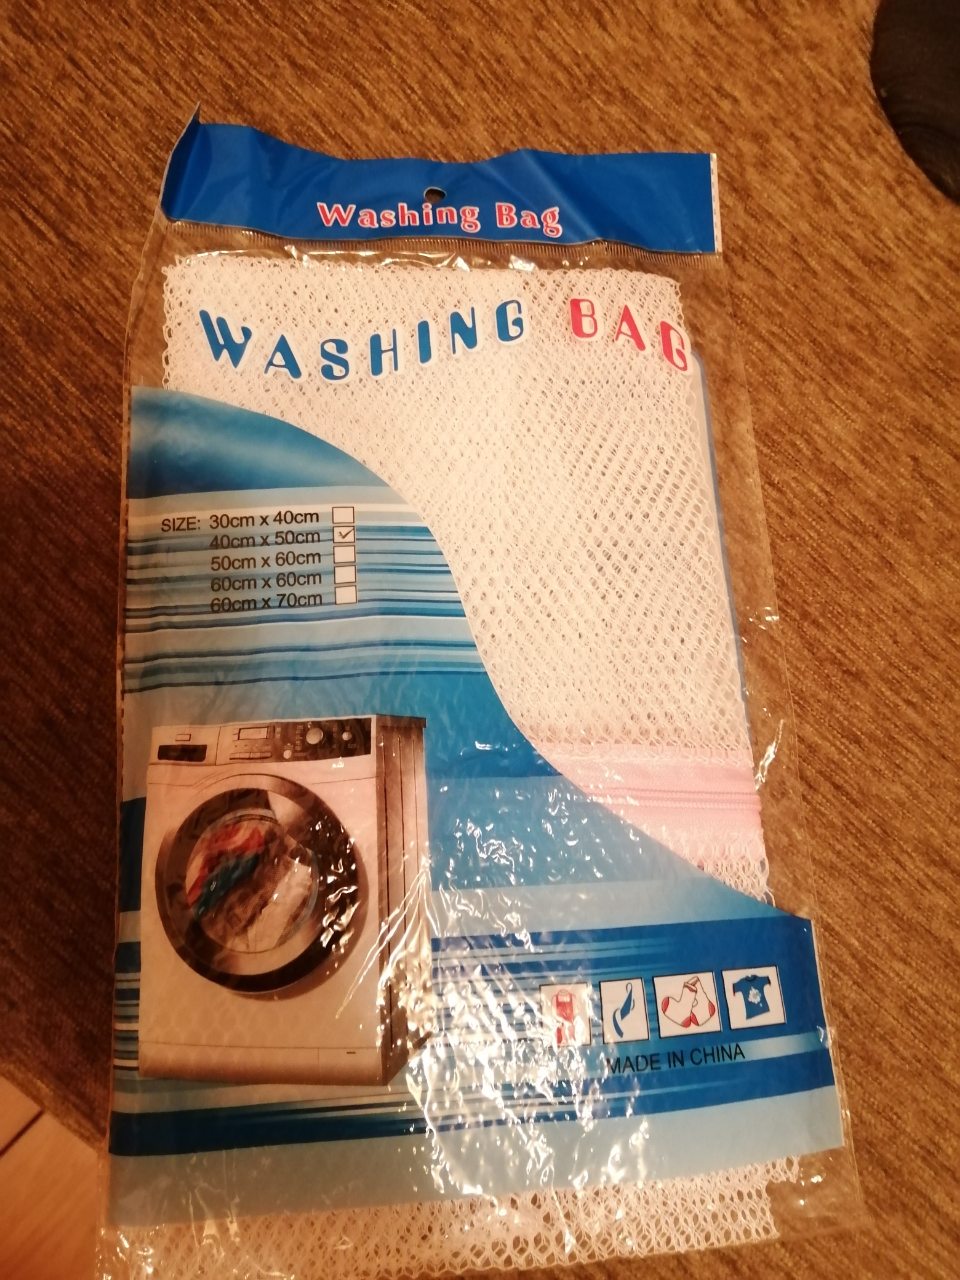 Washing Bag
WASHING BAG
SIZE: 30cm x 40cm
40cm x 50cm
50cm x 60cm
60cm x 60cm
60cm x 70cm
MADE IN CHINA